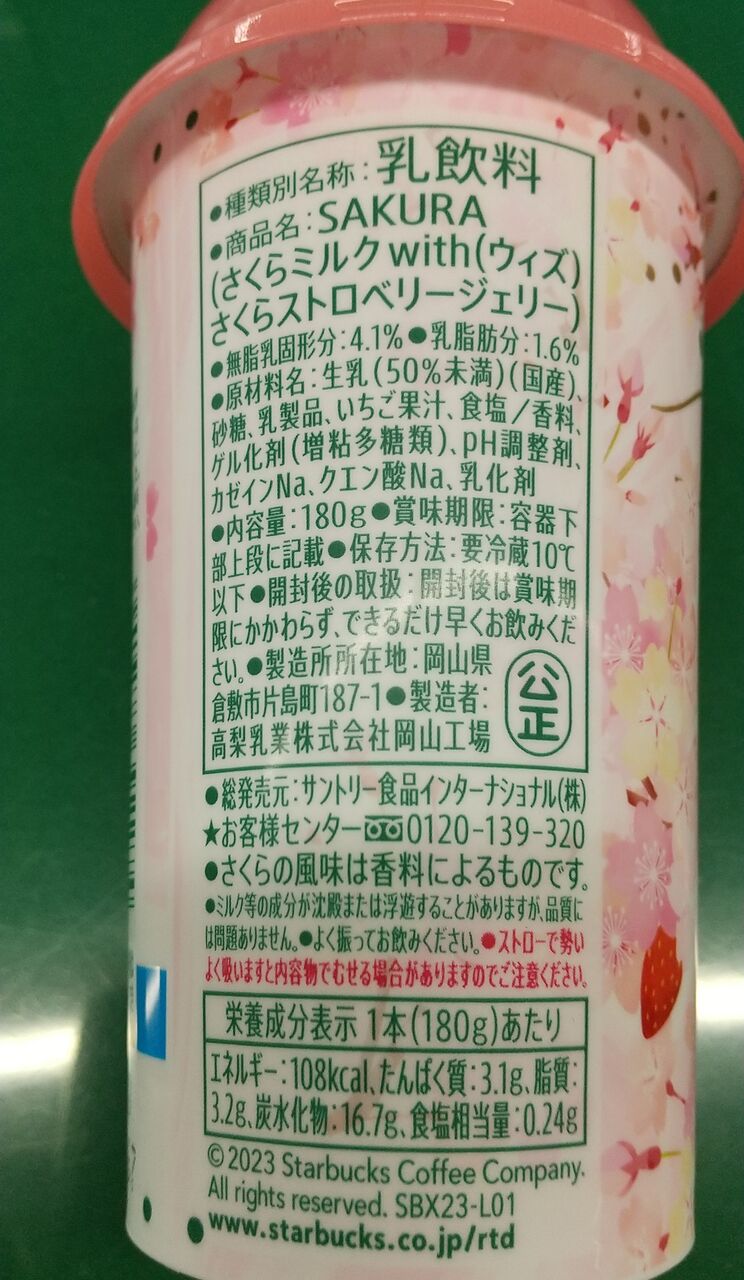 ●種類別名称：乳飲料
●商品名：SAKURA
(さくらミルクwith(ウィズ)
さくらストロベリージェリー)
●無脂乳固形分：4.1%●乳脂肪分：1.6%
●原材料名：生乳(50%未満)(国産)、
砂糖、乳製品、いちご果汁、食塩／香料、
ゲル化剤(増粘多糖類)、pH調整剤、
カゼインNa、クエン酸Na、乳化剤
●内容量：180g●賞味期限：容器下
部上段に記載●保存方法：要冷蔵10℃
以下●開封後の取扱：開封後は賞味期
限にかかわらず、できるだけ早くお飲みくだ
さい。●製造所所在地：岡山県
倉敷市片島町187-1●製造者：
高梨乳業株式会社岡山工場
公正
●総発売元：サントリー食品インターナショナル(株)
★お客様センター0120-139-320
●さくらの風味は香料によるものです。
●ミルク等の成分が沈殿または浮遊することがありますが、品質に
は問題ありません。●よく振ってお飲みください。●ストローで勢い
よく吸いますと内容物でむせる場合がありますのでご注意ください。
栄養成分表示 1本(180g)あたり
エネルギー：108kcal、たんぱく質：3.1g、脂質：
3.2g、炭水化物：16.7g、食塩相当量：0.24g
©2023 Starbucks Coffee Company.
All rights reserved. SBX23-L01
www.starbucks.co.jp/rtd